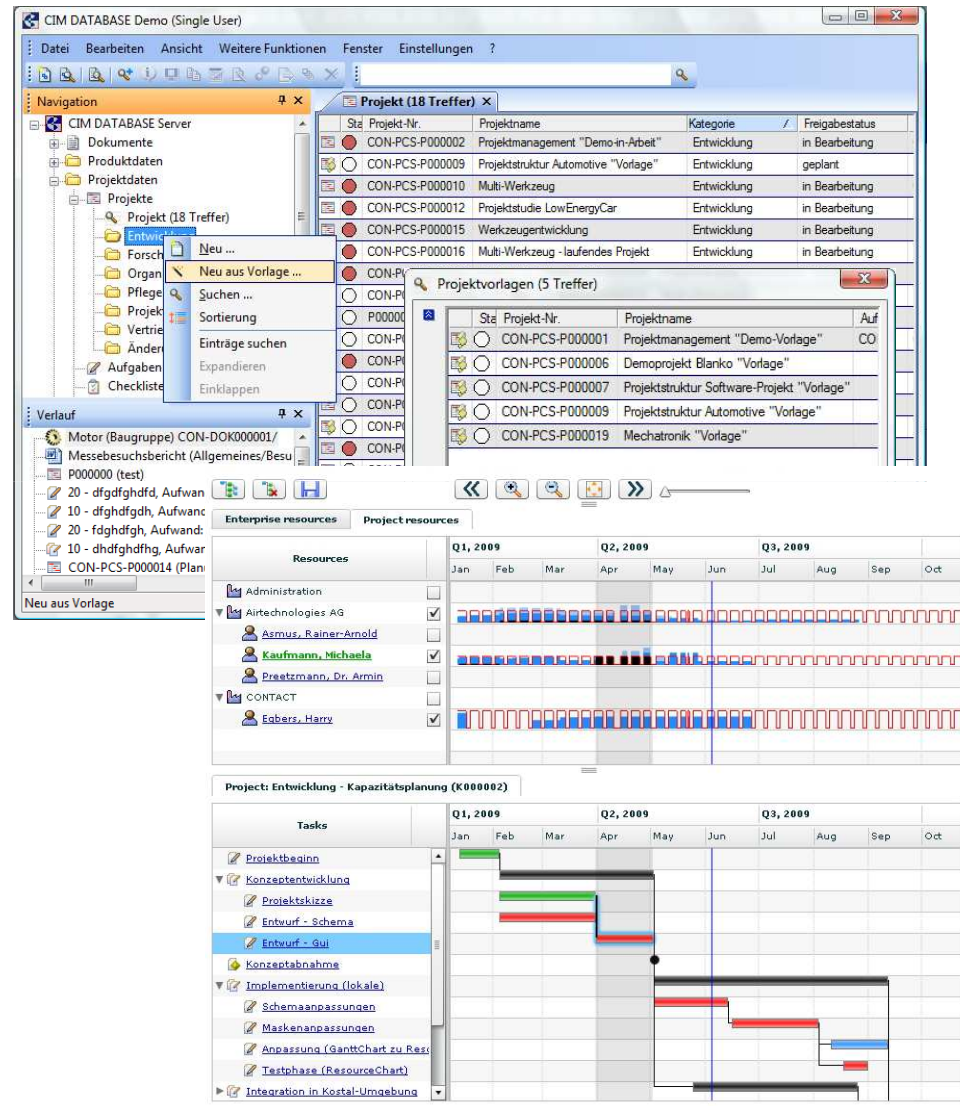 CIM DATABASE Demo (Single User)
Datei Bearbeiten Ansicht Weitere Funktionen Fenster Einstellungen ?
Navigation
CIM DATABASE Server
Dokumente
Produktdaten
Projektdaten
Projekte
Projekt (18 Treffer)
Forsch
Organ
Pflege
Projek
Vertrie
Änder
Aufgaben
Checkliste
Neu ...
Neu aus Vorlage ...
Suchen ...
Sortierung
Einträge suchen
Expandieren
Einklappen
Projekt (18 Treffer)
Sta Projekt-Nr. Projektname Kategorie Freigabestatus
CON-PCS-P000002 Projektmanagement "Demo-in-Arbeit" Entwicklung in Bearbeitung
CON-PCS-P000009 Projektstruktur Automotive "Vorlage" Entwicklung geplant
CON-PCS-P000010 Multi-Werkzeug Entwicklung in Bearbeitung
CON-PCS-P000012 Projektstudie LowEnergyCar Entwicklung in Bearbeitung
CON-PCS-P000015 Werkzeugentwicklung Entwicklung in Bearbeitung
CON-PCS-P000016 Multi-Werkzeug - laufendes Projekt Entwicklung in Bearbeitung
Projektvorlagen (5 Treffer)
Sta Projekt-Nr. Projektname Auf
CON-PCS-P000001 Projektmanagement "Demo-Vorlage" CO
CON-PCS-P000006 Demoprojekt Blanko "Vorlage"
CON-PCS-P000007 Projektstruktur Software-Projekt "Vorlage"
CON-PCS-P000009 Projektstruktur Automotive "Vorlage"
CON-PCS-P000019 Mechatronik "Vorlage"
Verlauf
Motor (Baugruppe) CON-DOK000001/
Messebesuchsbericht (Allgemeines/Besu
P000000 (test)
20 - dfgdfghdfd, Aufwan
10 - dhfgdfgdh, Aufwand
20 - fdghdfgh, Aufwand:
10 - dhdfghdfhg, Aufwar
CON-PCS-P000014 (Plan
Neu aus Vorlage
Enterprise resources Project resources
Resources
Q1, 2009 Q2, 2009 Q3, 2009
Jan Feb Mar Apr May Jun Jul Aug Sep Oct
Administration
Airtechnologies AG
Asmus, Rainer-Arnold
Kaufmann, Michaela
Preetzmann, Dr. Armin
CONTACT
Egbers, Harry
Project: Entwicklung - Kapazitätsplanung (K000002)
Tasks
Q1, 2009 Q2, 2009 Q3, 2009
Jan Feb Mar Apr May Jun Jul Aug Sep Oct
Projektbeginn
Konzeptentwicklung
Projektskizze
Entwurf - Schema
Entwurf - Gui
Konzeptabnahme
Implementierung (lokale)
Schemaanpassungen
Maskenanpassungen
Anpassung (GanttChart zu Reso
Testphase (ResourceChart)
Integration in Kostal-Umgebung